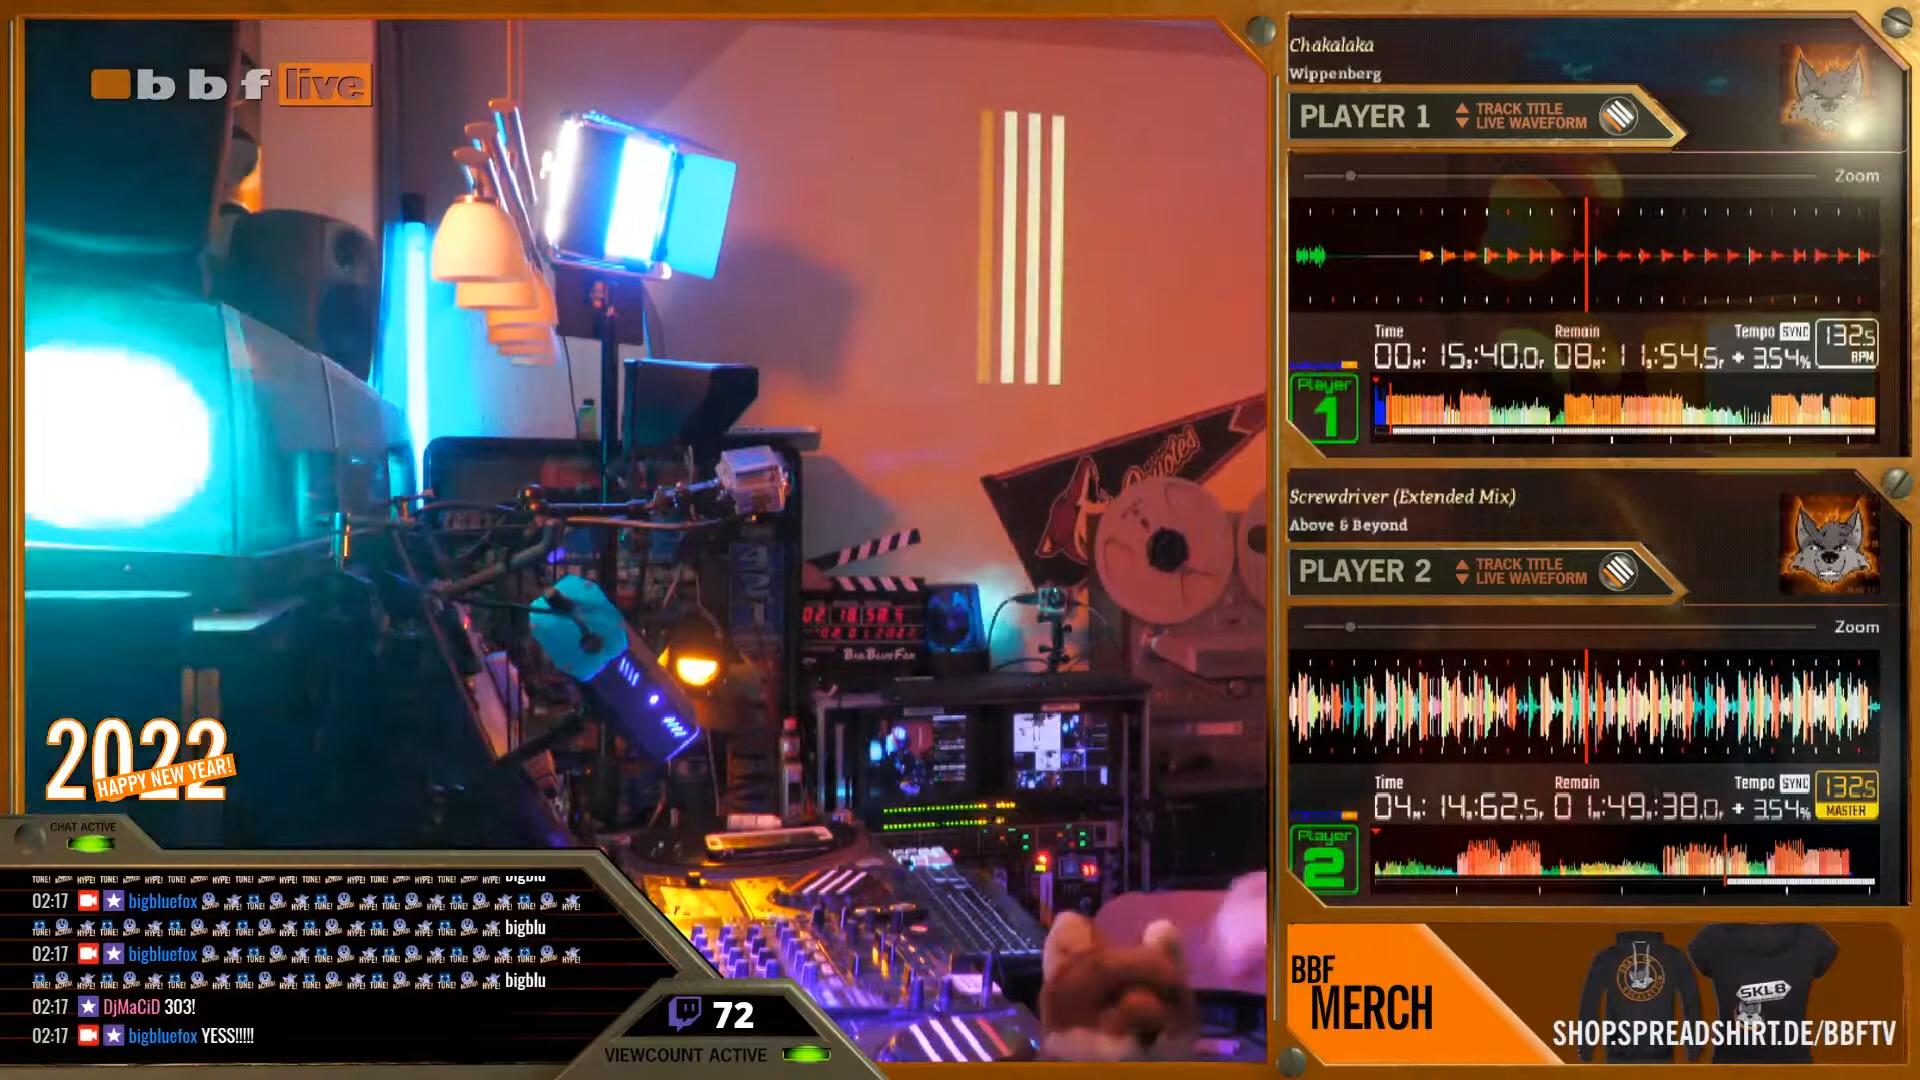 bbf live
2022
HAPPY NEW YEAR!
CHAT ACTIVE
bigblu
02:17 bigbluefox
bigblu
02:17 bigbluefox
bigblu
02:17 DjMaCiD 303!
02:17 bigbluefox YESS!!!!!
72
VIEWCOUNT ACTIVE
BigBlueFox
Chakalaka
Wippenberg
PLAYER 1
TRACK TITLE
LIVE WAVEFORM
Zoom
Time
Remain
Tempo SYNC
00M: 15S:40.0F 08M: 11S:54.5F + 3.54%
132.5
BPM
Player
1
Screwdriver (Extended Mix)
Above & Beyond
PLAYER 2
TRACK TITLE
LIVE WAVEFORM
Zoom
Time
Remain
Tempo SYNC
04M: 14S:62.5F 01M:49S:38.0F + 3.54%
132.5
MASTER
Player
2
BBF
MERCH
SKL8
SHOP.SPREADSHIRT.DE/BBFTV